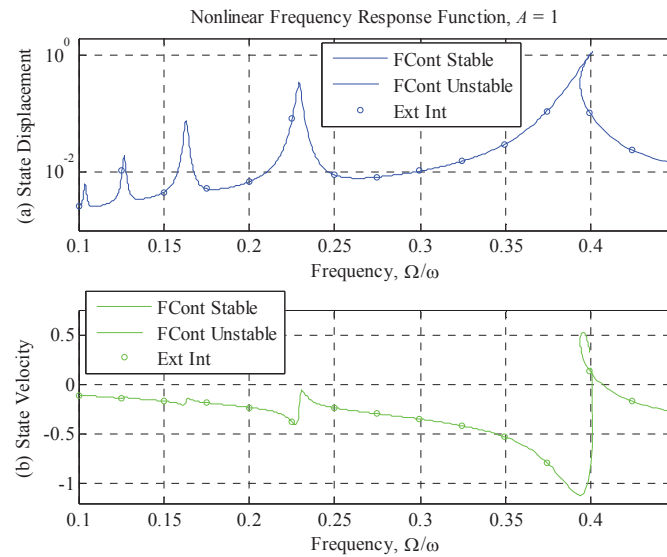 Nonlinear Frequency Response Function, A = 1
(a) State Displacement
10^0
10^-2
FCont Stable
FCont Unstable
Ext Int
0.1 0.15 0.2 0.25 0.3 0.35 0.4
Frequency, Ω/ω
(b) State Velocity
FCont Stable
FCont Unstable
Ext Int
0.5
0
-0.5
-1
0.1 0.15 0.2 0.25 0.3 0.35 0.4
Frequency, Ω/ω